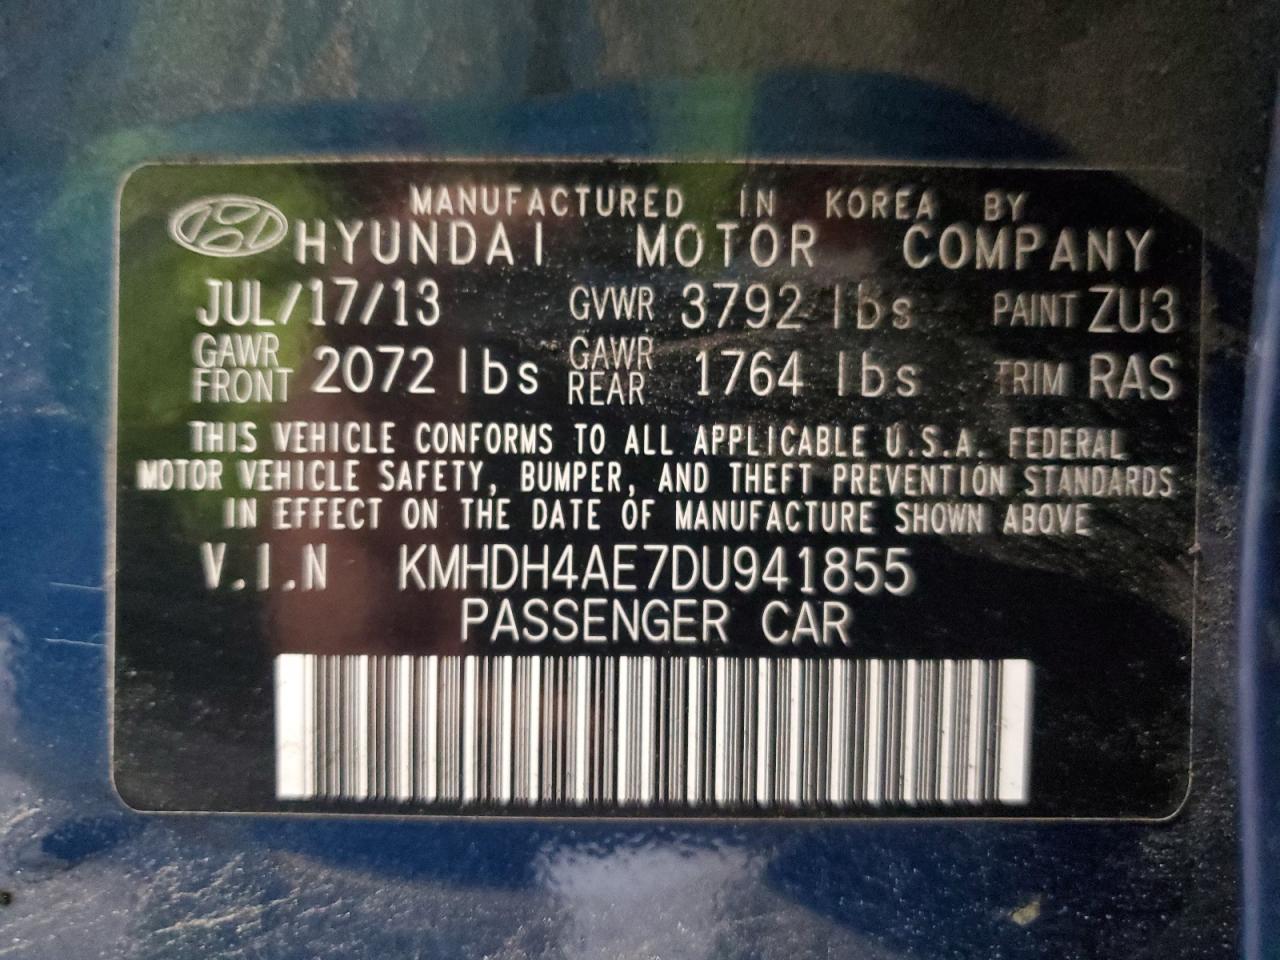 MANUFACTURED IN KOREA BY
HYUNDAI MOTOR COMPANY
JUL/17/13 GVWR 3792 lbs PAINT ZU3
GAWR FRONT 2072 lbs GAWR REAR 1764 lbs TRIM RAS
THIS VEHICLE CONFORMS TO ALL APPLICABLE U.S.A. FEDERAL
MOTOR VEHICLE SAFETY, BUMPER, AND THEFT PREVENTION STANDARDS
IN EFFECT ON THE DATE OF MANUFACTURE SHOWN ABOVE
V.I.N KMHDH4AE7DU941855
PASSENGER CAR